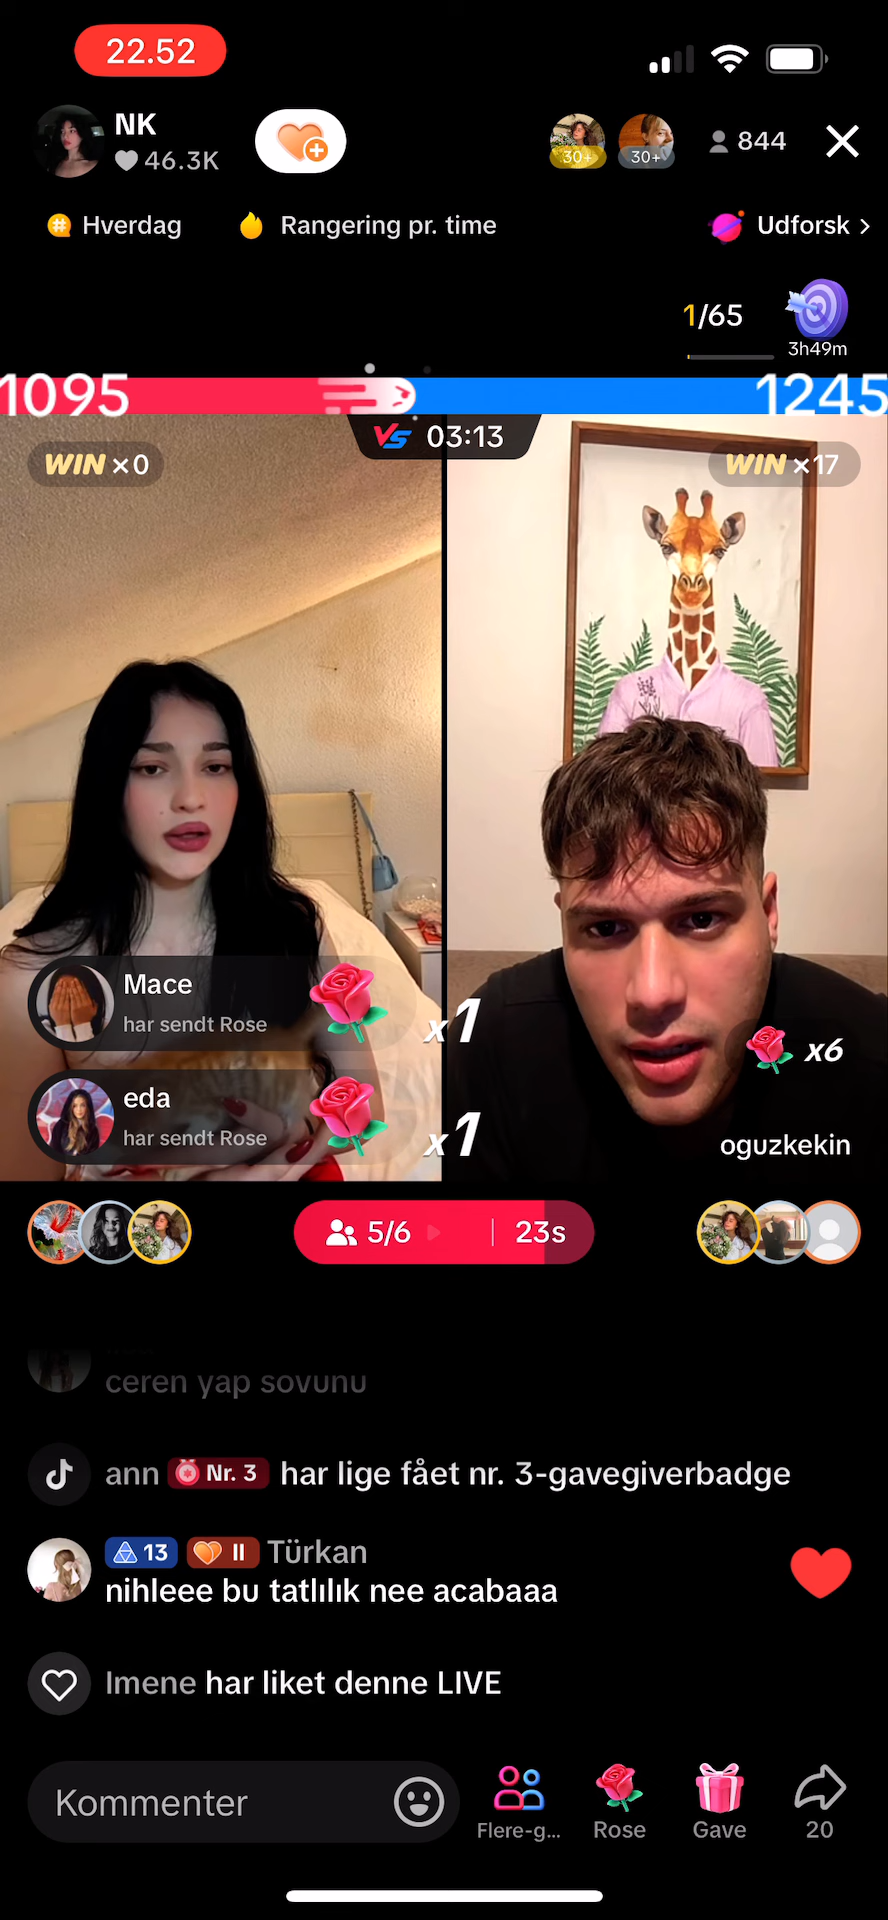 22.52
NK
46.3K
30+
30+
844
Hverdag
Rangering pr. time
Udforsk >
1/65
3h49m
1095
1245
VS 03:13
WIN x0
WIN x17
Mace
har sendt Rose
x1
x6
eda
har sendt Rose
x1
oguzkekin
5/6
23s
ceren yap sovunu
ann Nr. 3 har lige fået nr. 3-gavegiverbadge
13 II Türkan
nihleee bu tatlılık nee acabaaa
Imene har liket denne LIVE
Kommenter
Flere-g...
Rose
Gave
20